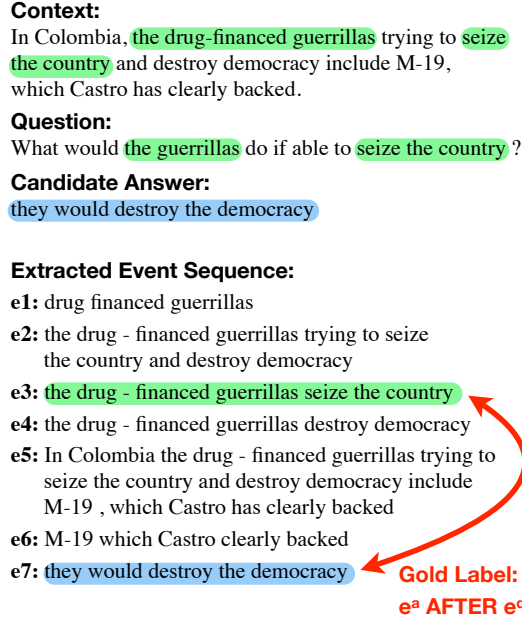 Context:
In Colombia, the drug-financed guerrillas trying to seize
the country and destroy democracy include M-19,
which Castro has clearly backed.
Question:
What would the guerrillas do if able to seize the country ?
Candidate Answer:
they would destroy the democracy
Extracted Event Sequence:
e1: drug financed guerrillas
e2: the drug - financed guerrillas trying to seize
the country and destroy democracy
e3: the drug - financed guerrillas seize the country
e4: the drug - financed guerrillas destroy democracy
e5: In Colombia the drug - financed guerrillas trying to
seize the country and destroy democracy include
M-19 , which Castro has clearly backed
e6: M-19 which Castro clearly backed
e7: they would destroy the democracy
Gold Label:
eᵃ AFTER e